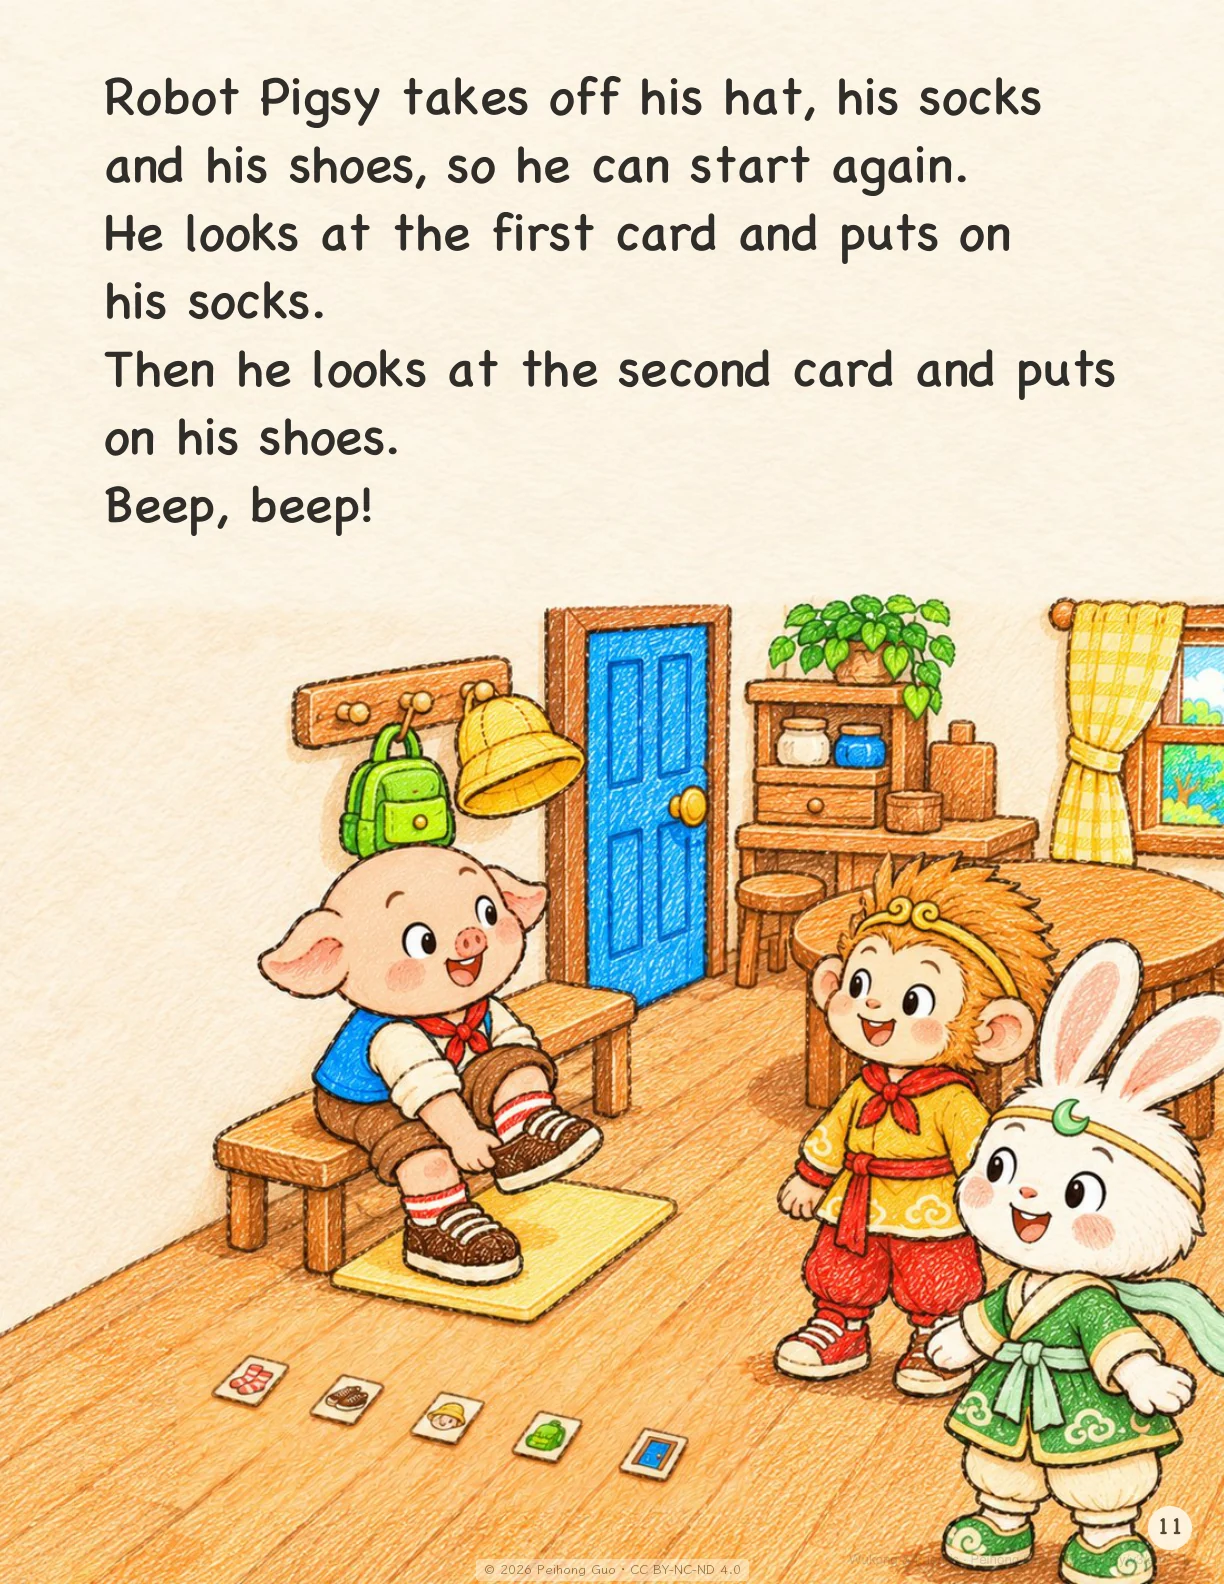 Robot Pigsy takes off his hat, his socks
and his shoes, so he can start again.
He looks at the first card and puts on
his socks.
Then he looks at the second card and puts
on his shoes.
Beep, beep!
11
© 2026 Peihong Guo • CC BY-NC-ND 4.0